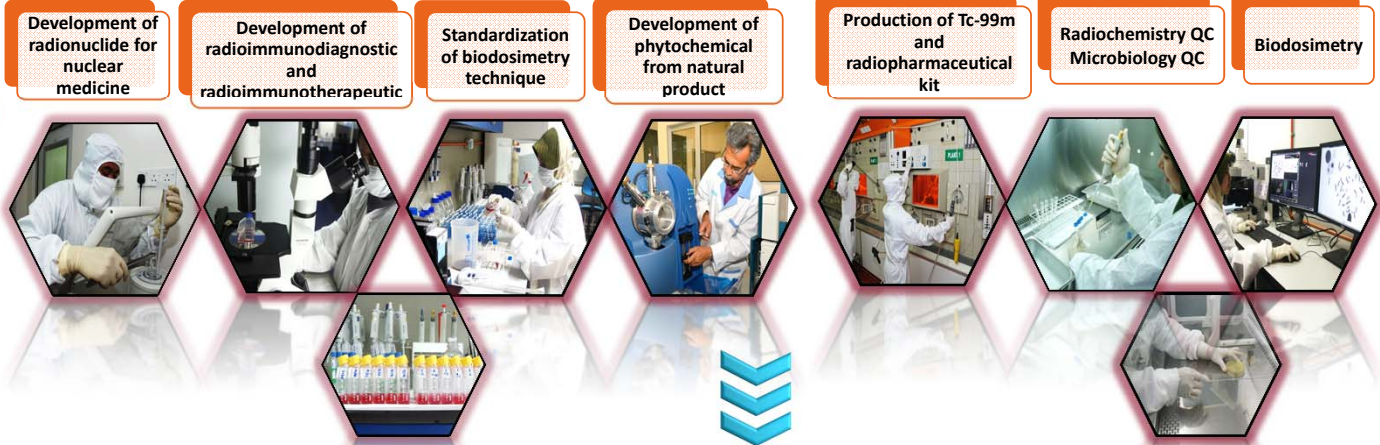 Development of
radionuclide for
nuclear
medicine
Development of
radioimmunodiagnostic
and
radioimmunotherapeutic
Standardization
of biodosimetry
technique
Development of
phytochemical
from natural
product
Production of Tc-99m
and
radiopharmaceutical
kit
Radiochemistry QC
Microbiology QC
Biodosimetry